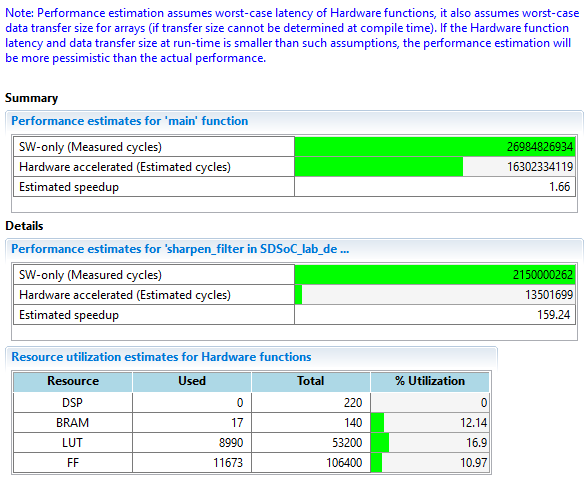 Note: Performance estimation assumes worst-case latency of Hardware functions, it also assumes worst-case
data transfer size for arrays (if transfer size cannot be determined at compile time). If the Hardware function
latency and data transfer size at run-time is smaller than such assumptions, the performance estimation will
be more pessimistic than the actual performance.
Summary
Performance estimates for 'main' function
SW-only (Measured cycles) 26984826934
Hardware accelerated (Estimated cycles) 16302334119
Estimated speedup 1.66
Details
Performance estimates for 'sharpen_filter in SDSoC_lab_de ...
SW-only (Measured cycles) 2150000262
Hardware accelerated (Estimated cycles) 13501699
Estimated speedup 159.24
Resource utilization estimates for Hardware functions
Resource Used Total % Utilization
DSP 0 220 0
BRAM 17 140 12.14
LUT 8990 53200 16.9
FF 11673 106400 10.97